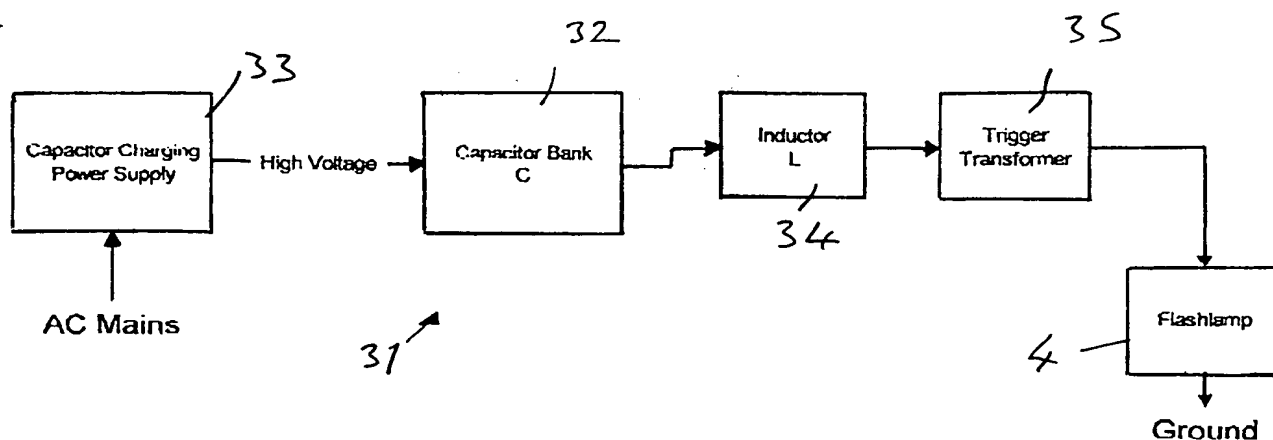 33
32
35
Capacitor Charging
Power Supply
High Voltage
Capacitor Bank
C
Inductor
L
Trigger
Transformer
34
AC Mains
31
Flashlamp
4
Ground